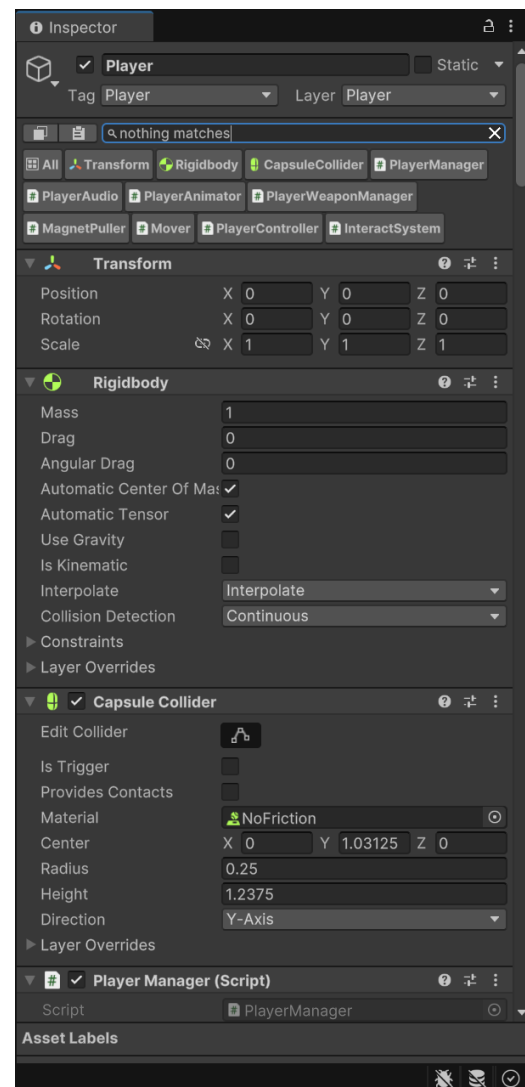 Inspector
Player Static
Tag Player Layer Player
nothing matches
All Transform Rigidbody CapsuleCollider PlayerManager
PlayerAudio PlayerAnimator PlayerWeaponManager
MagnetPuller Mover PlayerController InteractSystem
Transform
Position X 0 Y 0 Z 0
Rotation X 0 Y 0 Z 0
Scale X 1 Y 1 Z 1
Rigidbody
Mass 1
Drag 0
Angular Drag 0
Automatic Center Of Mas
Automatic Tensor
Use Gravity
Is Kinematic
Interpolate Interpolate
Collision Detection Continuous
Constraints
Layer Overrides
Capsule Collider
Edit Collider
Is Trigger
Provides Contacts
Material NoFriction
Center X 0 Y 1.03125 Z 0
Radius 0.25
Height 1.2375
Direction Y-Axis
Layer Overrides
# Player Manager (Script)
Script PlayerManager
Asset Labels